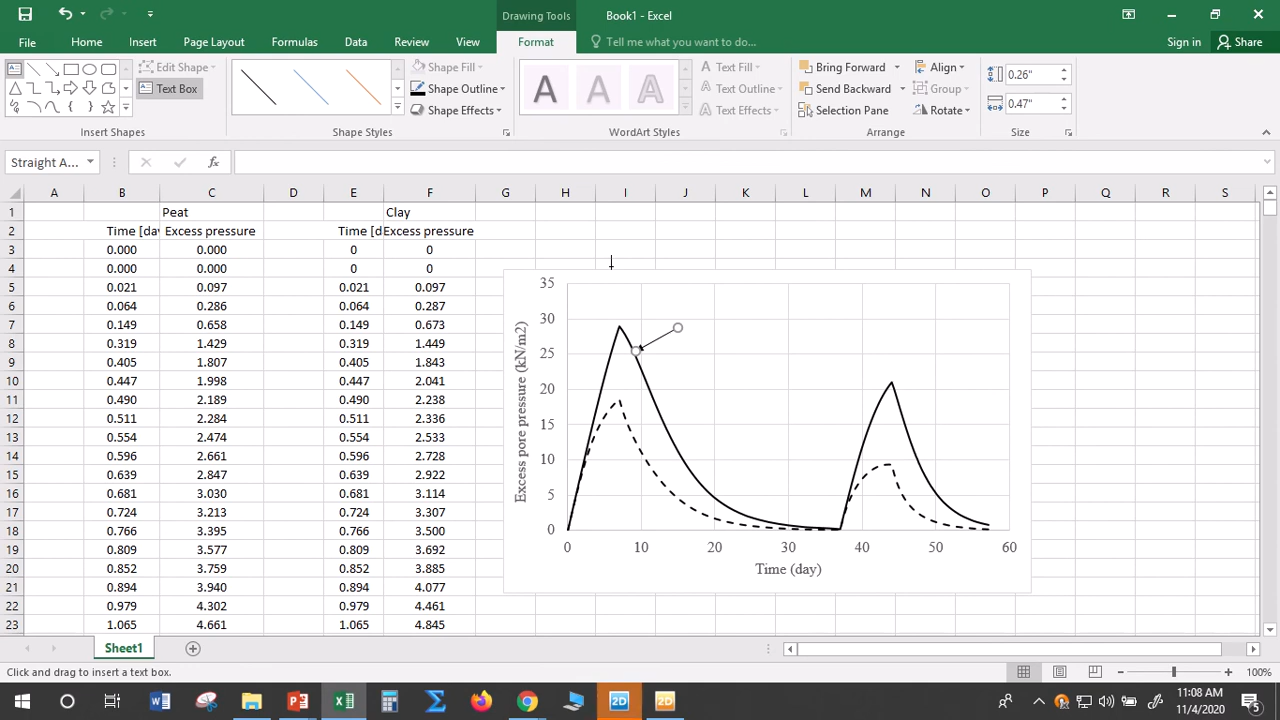 Drawing Tools
Book1 - Excel
File Home Insert Page Layout Formulas Data Review View Format Tell me what you want to do... Sign in Share
Edit Shape
Text Box
Insert Shapes
Shape Fill
Shape Outline
Shape Effects
Shape Styles
A A A
Text Fill
Text Outline
Text Effects
WordArt Styles
Bring Forward
Send Backward
Selection Pane
Align
Group
Rotate
Arrange
0.26"
0.47"
Size
Straight A... fx
A B C D E F G H I J K L M N O P Q R S
1 Peat Clay
2 Time [day Excess pressure Time [d Excess pressure
3 0.000 0.000 0 0
4 0.000 0.000 0 0
5 0.021 0.097 0.021 0.097
6 0.064 0.286 0.064 0.287
7 0.149 0.658 0.149 0.673
8 0.319 1.429 0.319 1.449
9 0.405 1.807 0.405 1.843
10 0.447 1.998 0.447 2.041
11 0.490 2.189 0.490 2.238
12 0.511 2.284 0.511 2.336
13 0.554 2.474 0.554 2.533
14 0.596 2.661 0.596 2.728
15 0.639 2.847 0.639 2.922
16 0.681 3.030 0.681 3.114
17 0.724 3.213 0.724 3.307
18 0.766 3.395 0.766 3.500
19 0.809 3.577 0.809 3.692
20 0.852 3.759 0.852 3.885
21 0.894 3.940 0.894 4.077
22 0.979 4.302 0.979 4.461
23 1.065 4.661 1.065 4.845
35
30
25
20
15
10
5
0
Excess pore pressure (kN/m2)
0 10 20 30 40 50 60
Time (day)
Sheet1
Click and drag to insert a text box.
100%
11:08 AM
11/4/2020
5